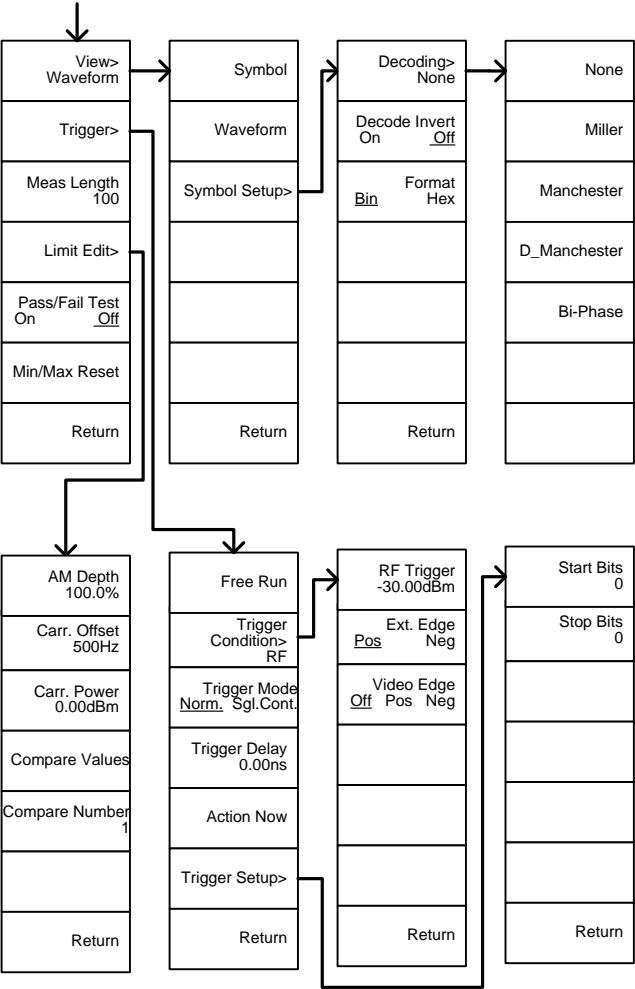 View>
Waveform
Trigger>
Meas Length
100
Limit Edit>
Pass/Fail Test
On Off
Min/Max Reset
Return
Symbol
Waveform
Symbol Setup>
Return
Decoding>
None
Decode Invert
On Off
Format
Bin Hex
Return
None
Miller
Manchester
D_Manchester
Bi-Phase
AM Depth
100.0%
Carr. Offset
500Hz
Carr. Power
0.00dBm
Compare Values
Compare Number
1
Return
Free Run
Trigger
Condition>
RF
Trigger Mode
Norm. Sgl.Cont.
Trigger Delay
0.00ns
Action Now
Trigger Setup>
Return
RF Trigger
-30.00dBm
Ext. Edge
Pos Neg
Video Edge
Off Pos Neg
Return
Start Bits
0
Stop Bits
0
Return